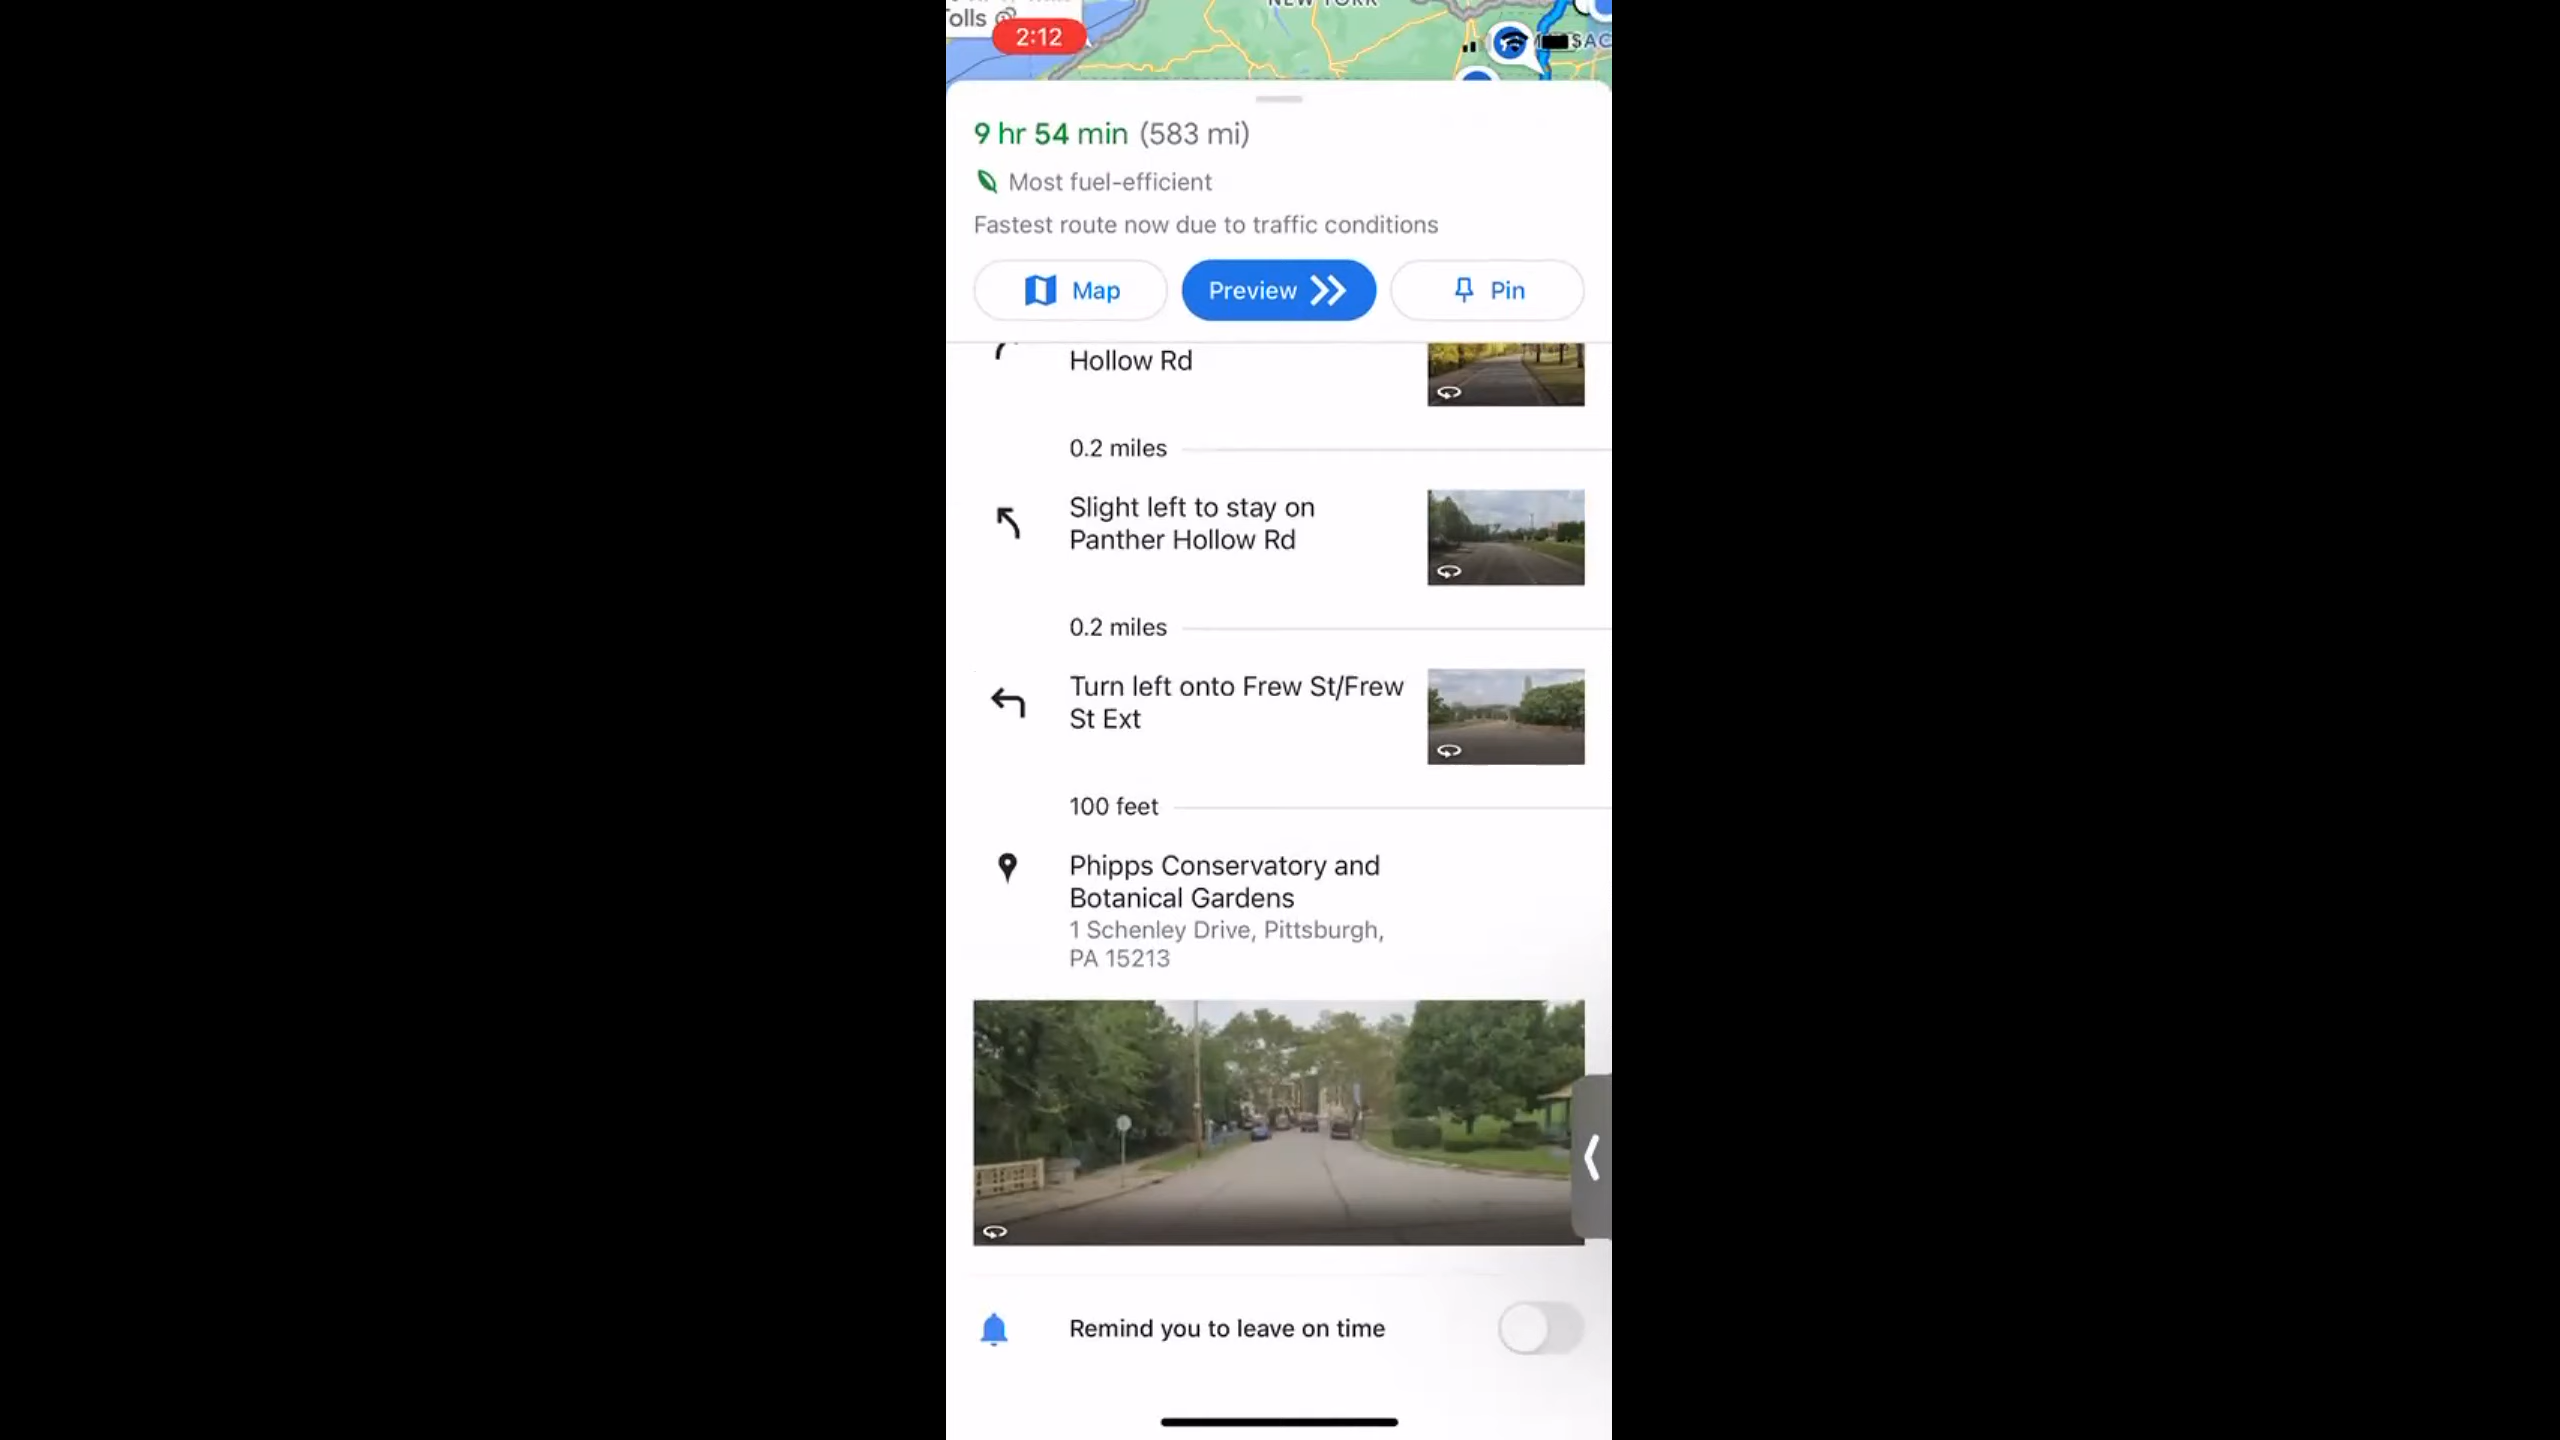 NEW YORK
Tolls
2:12
9 hr 54 min (583 mi)
Most fuel-efficient
Fastest route now due to traffic conditions
Map
Preview
Pin
Hollow Rd
0.2 miles
Slight left to stay on
Panther Hollow Rd
0.2 miles
Turn left onto Frew St/Frew
St Ext
100 feet
Phipps Conservatory and
Botanical Gardens
1 Schenley Drive, Pittsburgh,
PA 15213
Remind you to leave on time